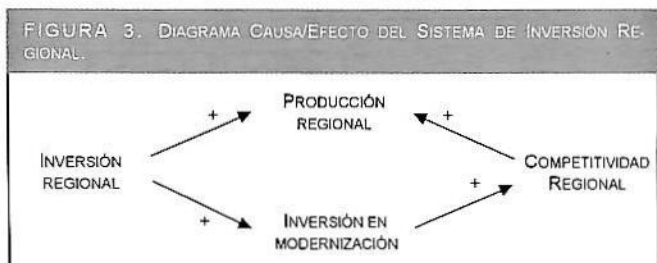 FIGURA 3. DIAGRAMA CAUSA/EFECTO DEL SISTEMA DE INVERSIÓN RE-
GIONAL.
PRODUCCIÓN
REGIONAL
+
+
INVERSIÓN
REGIONAL
COMPETITIVIDAD
REGIONAL
+
+
INVERSIÓN EN
MODERNIZACIÓN